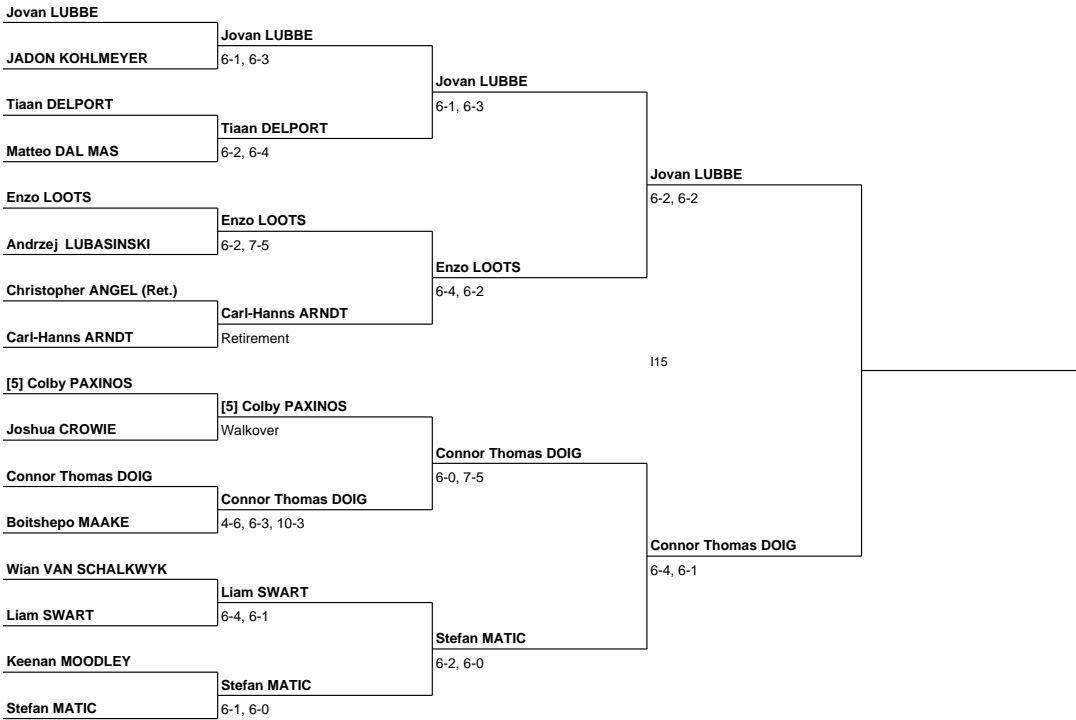 Jovan LUBBE
JADON KOHLMEYER
Tiaan DELPORT
Matteo DAL MAS
Enzo LOOTS
Andrzej LUBASINSKI
Christopher ANGEL (Ret.)
Carl-Hanns ARNDT
[5] Colby PAXINOS
Joshua CROWIE
Connor Thomas DOIG
Boitshepo MAAKE
Wian VAN SCHALKWYK
Liam SWART
Keenan MOODLEY
Stefan MATIC
Jovan LUBBE
6-1, 6-3
Tiaan DELPORT
6-2, 6-4
Enzo LOOTS
6-2, 7-5
Carl-Hanns ARNDT
Retirement
[5] Colby PAXINOS
Walkover
Connor Thomas DOIG
4-6, 6-3, 10-3
Liam SWART
6-4, 6-1
Stefan MATIC
6-1, 6-0
Jovan LUBBE
6-1, 6-3
Enzo LOOTS
6-4, 6-2
Connor Thomas DOIG
6-0, 7-5
Stefan MATIC
6-2, 6-0
Jovan LUBBE
6-2, 6-2
I15
Connor Thomas DOIG
6-4, 6-1